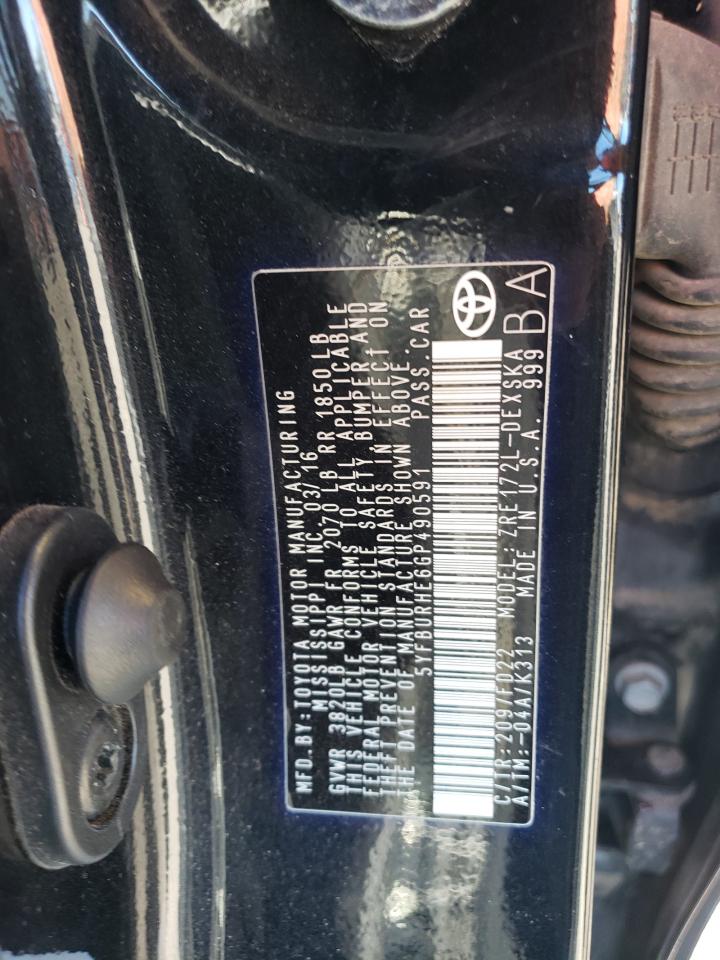 MFD. BY: TOYOTA MOTOR MANUFACTURING
MISSISSIPPI INC. 03/16
GVWR 3820LB GAWR FR 2070 LB RR 1850 LB
THIS VEHICLE CONFORMS TO ALL APPLICABLE
FEDERAL MOTOR VEHICLE SAFETY, BUMPER, AND
THEFT PREVENTION STANDARDS IN EFFECT ON
THE DATE OF MANUFACTURE SHOWN ABOVE.
5YFBURHE6GP490591 PASS. CAR
C/TR: 209/FD22 MODEL: ZRE172L-DEXSKA
A/TM: -04A/K313 MADE IN U.S.A. 999
BA